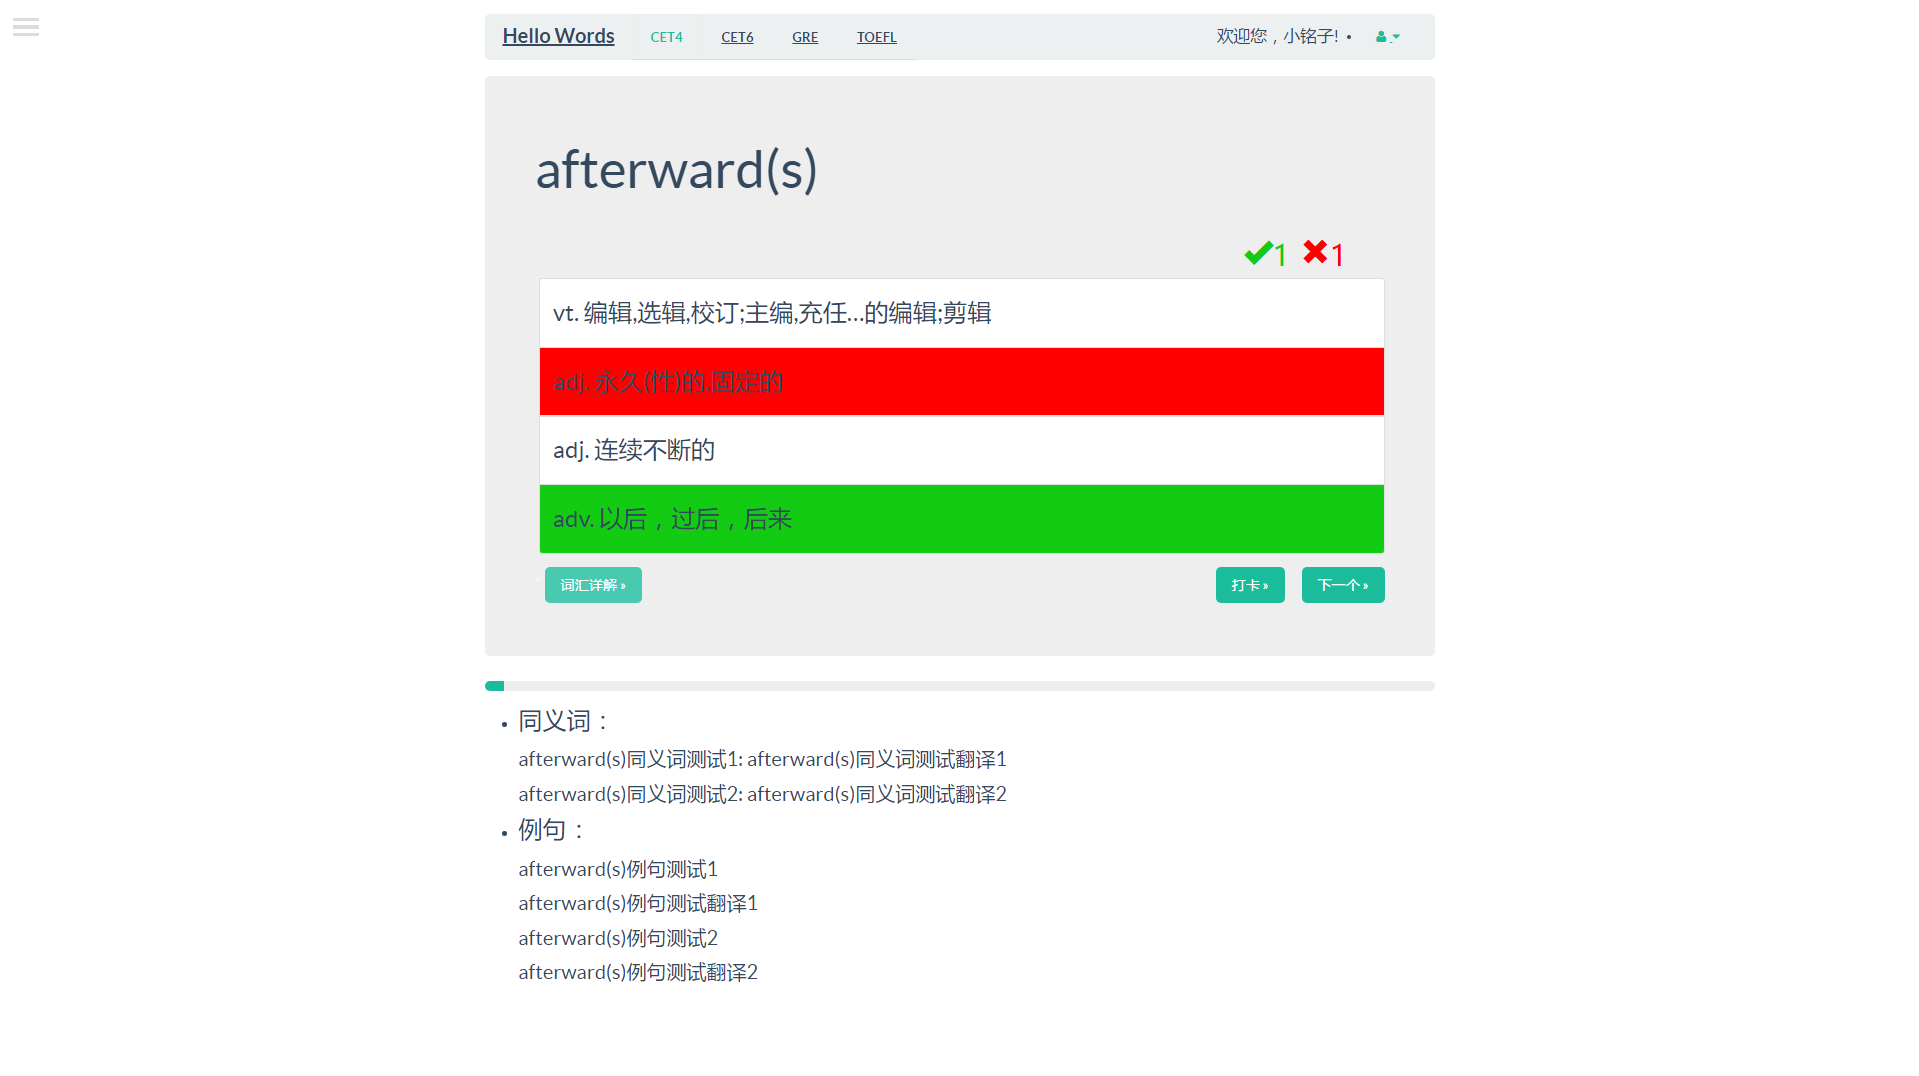 Hello Words CET4 CET6 GRE TOEFL 欢迎您，小铭子! •
afterward(s)
✔1 ✖1
vt. 编辑,选辑,校订;主编,充任…的编辑;剪辑
adj. 永久(性)的,固定的
adj. 连续不断的
adv. 以后，过后，后来
词汇详解 » 打卡 » 下一个 »
• 同义词：
afterward(s)同义词测试1: afterward(s)同义词测试翻译1
afterward(s)同义词测试2: afterward(s)同义词测试翻译2
• 例句：
afterward(s)例句测试1
afterward(s)例句测试翻译1
afterward(s)例句测试2
afterward(s)例句测试翻译2